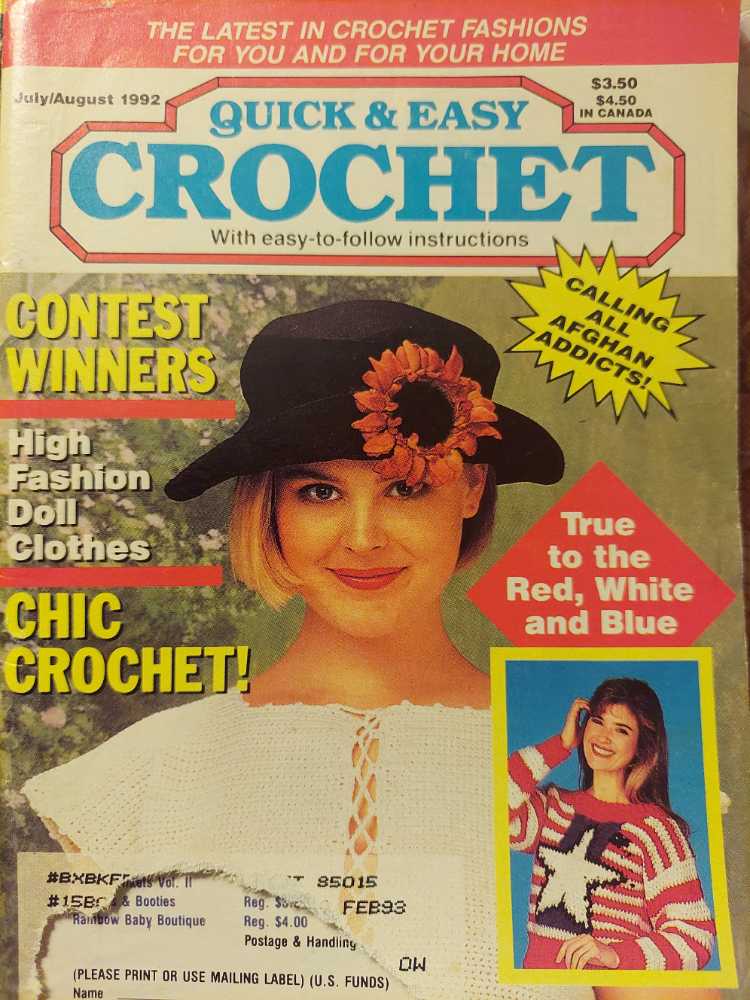 THE LATEST IN CROCHET FASHIONS
FOR YOU AND FOR YOUR HOME
July/August 1992
$3.50
$4.50
IN CANADA
QUICK & EASY
CROCHET
With easy-to-follow instructions
CALLING
ALL
AFGHAN
ADDICTS!
CONTEST
WINNERS
High
Fashion
Doll
Clothes
CHIC
CROCHET!
True
to the
Red, White
and Blue
Vol. II
85015
& Booties
Reg.
FEB93
Rainbow Baby Boutique
Reg. $4.00
Postage & Handling
OW
(PLEASE PRINT OR USE MAILING LABEL) (U.S. FUNDS)
Name